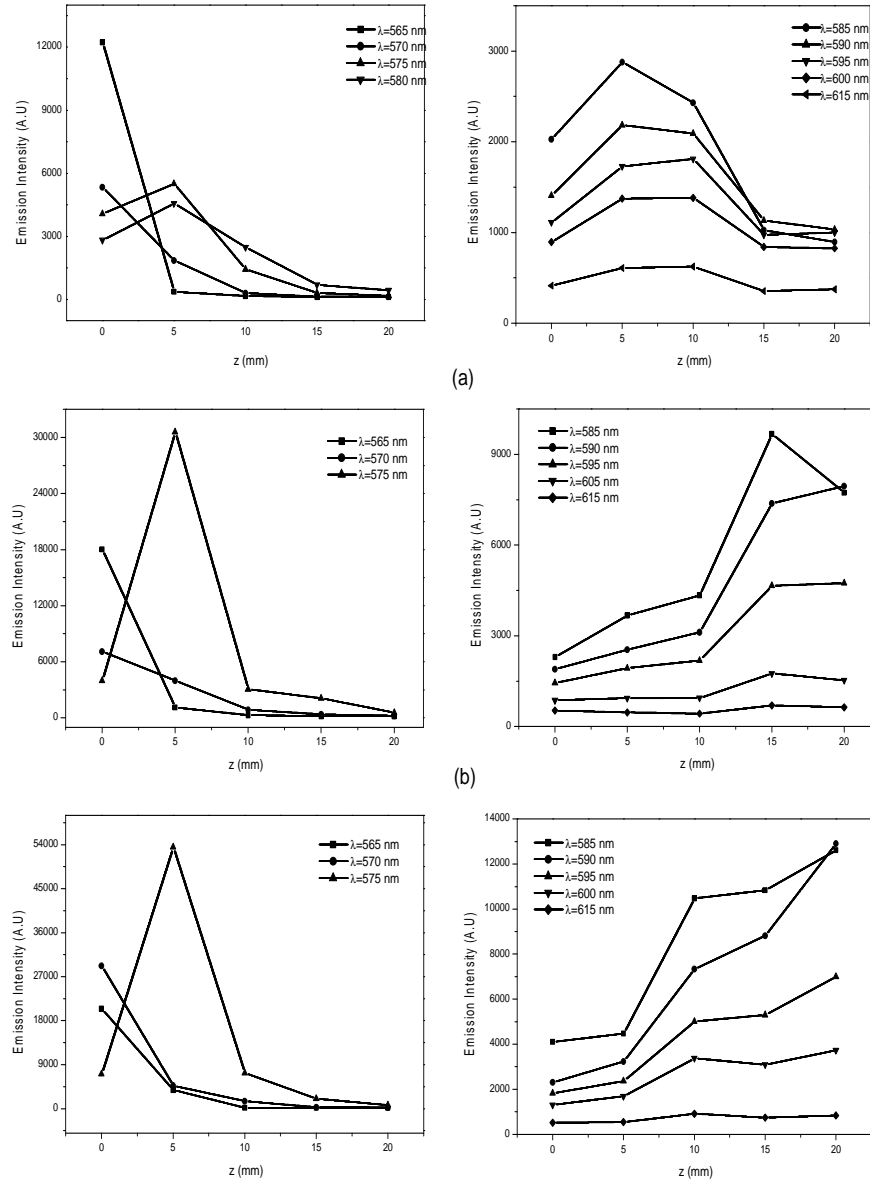 12000
9000
6000
3000
0
Emission Intensity (A.U)
0 5 10 15 20
z (mm)
λ=565 nm
λ=570 nm
λ=575 nm
λ=580 nm
3000
2000
1000
0
Emission Intensity (A.U)
0 5 10 15 20
z (mm)
λ=585 nm
λ=590 nm
λ=595 nm
λ=600 nm
λ=615 nm
(a)
30000
24000
18000
12000
6000
0
Emission Intensity (A.U)
0 5 10 15 20
z (mm)
λ=565 nm
λ=570 nm
λ=575 nm
9000
6000
3000
0
Emission Intensity (A.U)
0 5 10 15 20
z (mm)
λ=585 nm
λ=590 nm
λ=595 nm
λ=605 nm
λ=615 nm
(b)
54000
45000
36000
27000
18000
9000
0
Emission Intensity (A.U)
0 5 10 15 20
z (mm)
λ=565 nm
λ=570 nm
λ=575 nm
14000
12000
10000
8000
6000
4000
2000
0
Emission Intensity (A.U)
0 5 10 15 20
z (mm)
λ=585 nm
λ=590 nm
λ=595 nm
λ=600 nm
λ=615 nm